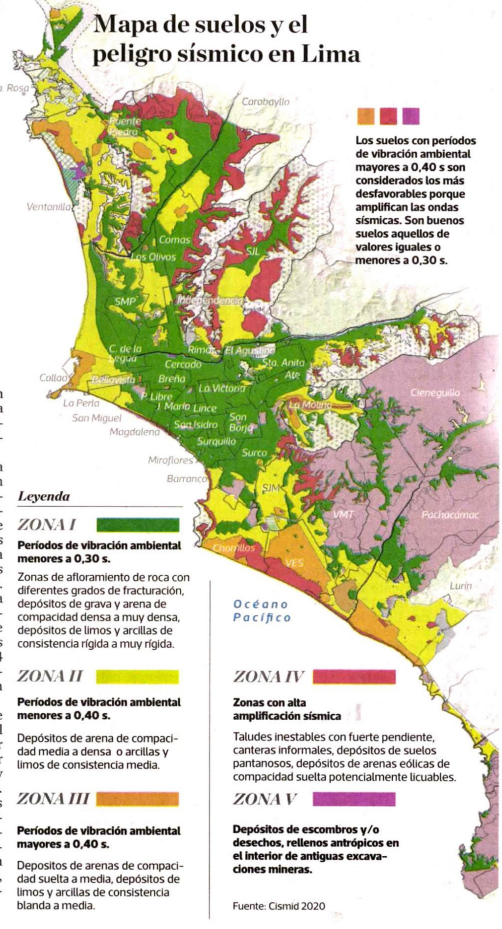 Mapa de suelos y el
peligro sísmico en Lima
Rosa
Carabayllo
Puente
Piedra
Ventanilla
Comas
Los Olivos
SJL
SMP
Independencia
C. de la
Legua
Rímac
El Agustino
Cercado
Sta. Anita
Ate
Callao
Bellavista
Breña
La Victoria
Cieneguilla
La Perla
P. Libre
J. María
Lince
La Molina
San Miguel
San
Borja
Magdalena
San Isidro
Surquillo
Miraflores
Surco
Barranco
SJM
VMT
Pachacámac
Chorrillos
VES
Lurín
Océano
Pacífico
Los suelos con períodos
de vibración ambiental
mayores a 0,40 s son
considerados los más
desfavorables porque
amplifican las ondas
sísmicas. Son buenos
suelos aquellos de
valores iguales o
menores a 0,30 s.
Leyenda
ZONA I
Períodos de vibración ambiental
menores a 0,30 s.
Zonas de afloramiento de roca con
diferentes grados de fracturación,
depósitos de grava y arena de
compacidad densa a muy densa,
depósitos de limos y arcillas de
consistencia rígida a muy rígida.
ZONA II
Períodos de vibración ambiental
menores a 0,40 s.
Depósitos de arena de compaci-
dad media a densa o arcillas y
limos de consistencia media.
ZONA III
Períodos de vibración ambiental
mayores a 0,40 s.
Depositos de arenas de compaci-
dad suelta a media, depósitos de
limos y arcillas de consistencia
blanda a media.
ZONA IV
Zonas con alta
amplificación sísmica
Taludes inestables con fuerte pendiente,
canteras informales, depósitos de suelos
pantanosos, depósitos de arenas eólicas de
compacidad suelta potencialmente licuables.
ZONA V
Depósitos de escombros y/o
desechos, rellenos antrópicos en
el interior de antiguas excava-
ciones mineras.
Fuente: Cismid 2020